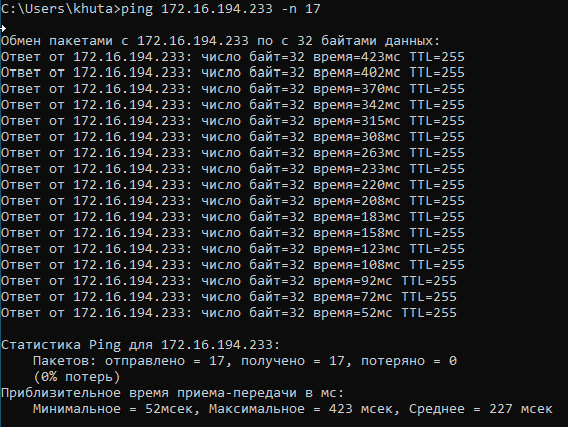 C:\Users\khuta>ping 172.16.194.233 -n 17
Обмен пакетами с 172.16.194.233 по с 32 байтами данных:
Ответ от 172.16.194.233: число байт=32 время=423мс TTL=255
Ответ от 172.16.194.233: число байт=32 время=402мс TTL=255
Ответ от 172.16.194.233: число байт=32 время=370мс TTL=255
Ответ от 172.16.194.233: число байт=32 время=342мс TTL=255
Ответ от 172.16.194.233: число байт=32 время=315мс TTL=255
Ответ от 172.16.194.233: число байт=32 время=308мс TTL=255
Ответ от 172.16.194.233: число байт=32 время=263мс TTL=255
Ответ от 172.16.194.233: число байт=32 время=233мс TTL=255
Ответ от 172.16.194.233: число байт=32 время=220мс TTL=255
Ответ от 172.16.194.233: число байт=32 время=208мс TTL=255
Ответ от 172.16.194.233: число байт=32 время=183мс TTL=255
Ответ от 172.16.194.233: число байт=32 время=158мс TTL=255
Ответ от 172.16.194.233: число байт=32 время=123мс TTL=255
Ответ от 172.16.194.233: число байт=32 время=108мс TTL=255
Ответ от 172.16.194.233: число байт=32 время=92мс TTL=255
Ответ от 172.16.194.233: число байт=32 время=72мс TTL=255
Ответ от 172.16.194.233: число байт=32 время=52мс TTL=255
Статистика Ping для 172.16.194.233:
Пакетов: отправлено = 17, получено = 17, потеряно = 0
(0% потерь)
Приблизительное время приема-передачи в мс:
Минимальное = 52мсек, Максимальное = 423 мсек, Среднее = 227 мсек